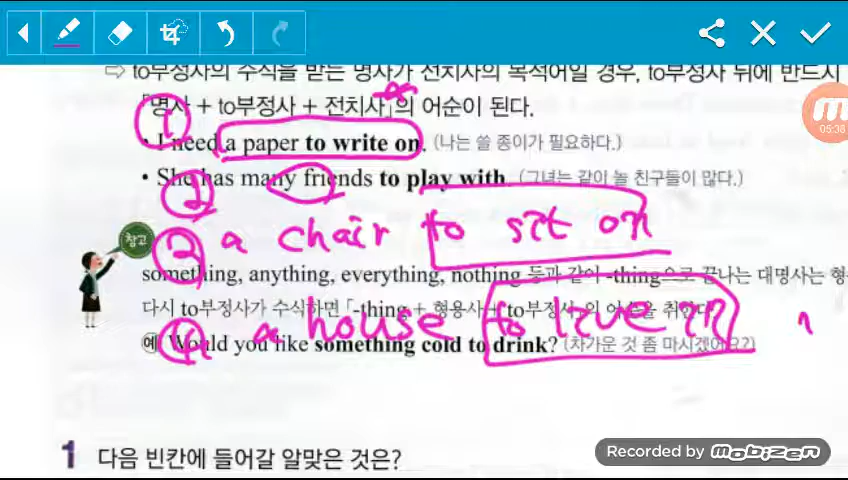 05:38
⇨ to부정사의 수식을 받는 명사가 전치사의 목적어일 경우, to부정사 뒤에 반드시
「명사 + to부정사 + 전치사」의 어순이 된다.
①
• I need a paper to write on. (나는 쓸 종이가 필요하다.)
• She has many friends to play with. (그녀는 같이 놀 친구들이 많다.)
②
③ a chair to sit on
참고
something, anything, everything, nothing 등과 같이 -thing으로 끝나는 대명사는 형
다시 to부정사가 수식하면 「-thing + 형용사 + to부정사」의 어순을 취한다.
④ a house to live in
예 Would you like something cold to drink? (차가운 것 좀 마시겠어요?)
1 다음 빈칸에 들어갈 알맞은 것은?
Recorded by Mobizen